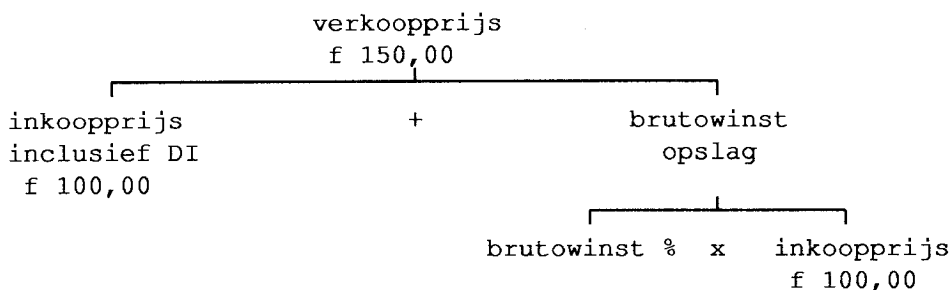 verkoopprijs
f 150,00
inkoopprijs + brutowinst
inclusief DI opslag
f 100,00
brutowinst % x inkoopprijs
f 100,00